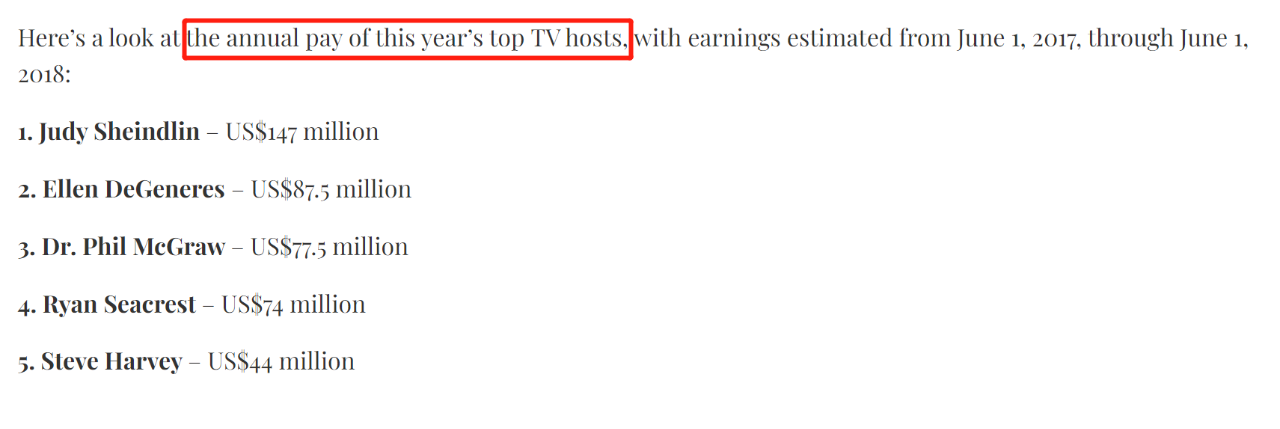 Here’s a look at the annual pay of this year’s top TV hosts, with earnings estimated from June 1, 2017, through June 1,
2018:
1. Judy Sheindlin – US$147 million
2. Ellen DeGeneres – US$87.5 million
3. Dr. Phil McGraw – US$77.5 million
4. Ryan Seacrest – US$74 million
5. Steve Harvey – US$44 million